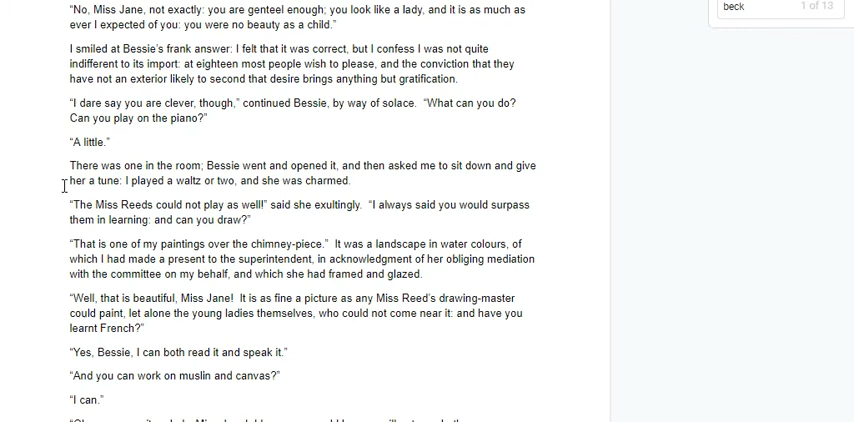 “No, Miss Jane, not exactly: you are genteel enough; you look like a lady, and it is as much as
ever I expected of you: you were no beauty as a child.”
I smiled at Bessie’s frank answer: I felt that it was correct, but I confess I was not quite
indifferent to its import: at eighteen most people wish to please, and the conviction that they
have not an exterior likely to second that desire brings anything but gratification.
“I dare say you are clever, though,” continued Bessie, by way of solace.  “What can you do?
Can you play on the piano?”
“A little.”
There was one in the room; Bessie went and opened it, and then asked me to sit down and give
her a tune: I played a waltz or two, and she was charmed.
“The Miss Reeds could not play as well!” said she exultingly.  “I always said you would surpass
them in learning: and can you draw?”
“That is one of my paintings over the chimney-piece.”  It was a landscape in water colours, of
which I had made a present to the superintendent, in acknowledgment of her obliging mediation
with the committee on my behalf, and which she had framed and glazed.
“Well, that is beautiful, Miss Jane!  It is as fine a picture as any Miss Reed’s drawing-master
could paint, let alone the young ladies themselves, who could not come near it: and have you
learnt French?”
“Yes, Bessie, I can both read it and speak it.”
“And you can work on muslin and canvas?”
“I can.”
beck
1 of 13